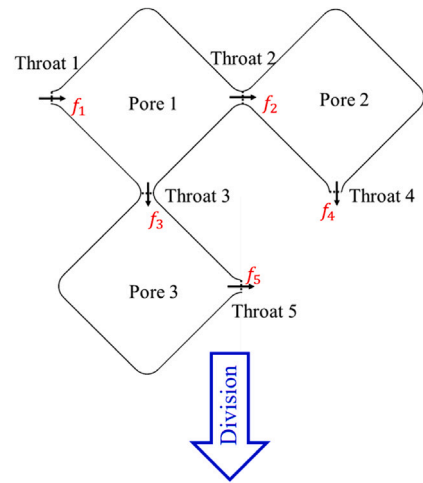 Throat 1
Throat 2
f₁
Pore 1
f₂
Pore 2
Throat 3
f₃
f₄
Throat 4
Pore 3
f₅
Throat 5
Division